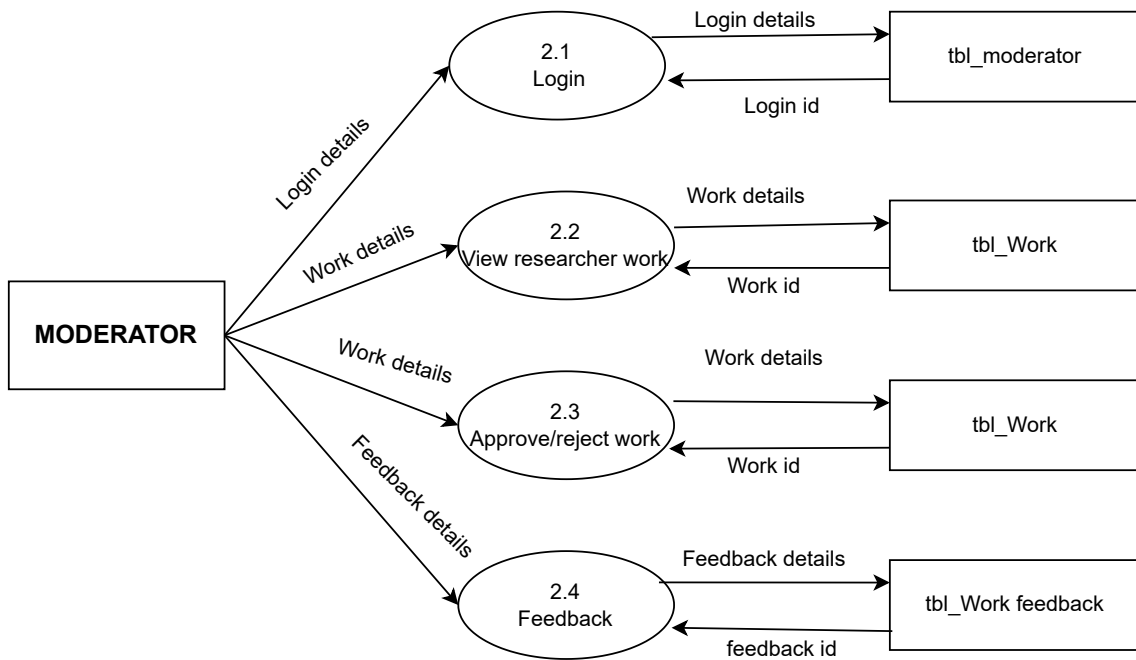 Login details
2.1
Login
tbl_moderator
Login id
Login details
Work details
2.2
View researcher work
tbl_Work
Work id
Work details
MODERATOR
Work details
Work details
2.3
Approve/reject work
tbl_Work
Work id
Feedback details
Feedback details
2.4
Feedback
tbl_Work feedback
feedback id